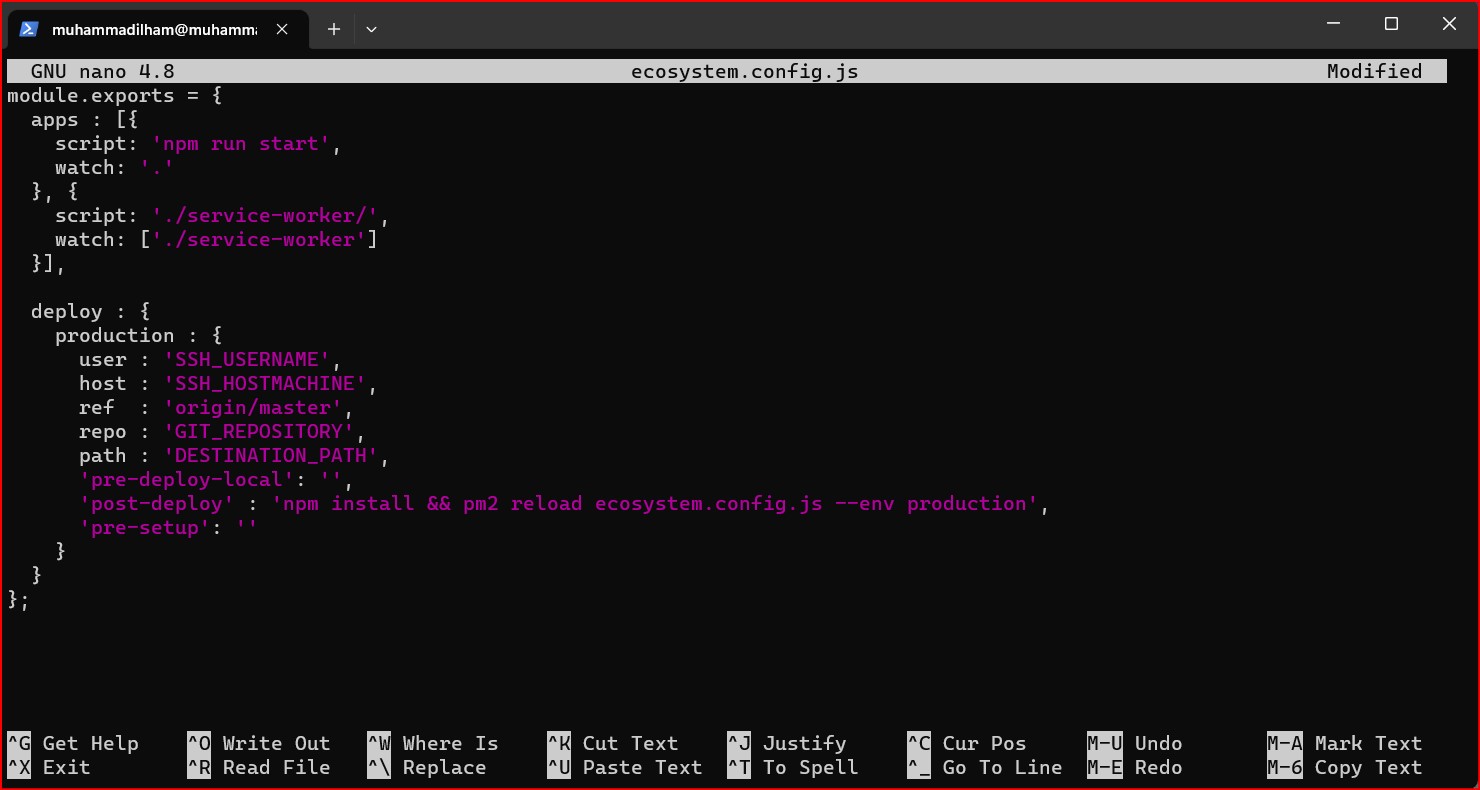 muhammadilham@muhamma
GNU nano 4.8 ecosystem.config.js Modified
module.exports = {
  apps : [{
    script: 'npm run start',
    watch: '.'
  }, {
    script: './service-worker/',
    watch: ['./service-worker']
  }],

  deploy : {
    production : {
      user : 'SSH_USERNAME',
      host : 'SSH_HOSTMACHINE',
      ref  : 'origin/master',
      repo : 'GIT_REPOSITORY',
      path : 'DESTINATION_PATH',
      'pre-deploy-local': '',
      'post-deploy' : 'npm install && pm2 reload ecosystem.config.js --env production',
      'pre-setup': ''
    }
  }
};
^G Get Help ^O Write Out ^W Where Is ^K Cut Text ^J Justify ^C Cur Pos M-U Undo M-A Mark Text
^X Exit ^R Read File ^\ Replace ^U Paste Text ^T To Spell ^_ Go To Line M-E Redo M-6 Copy Text